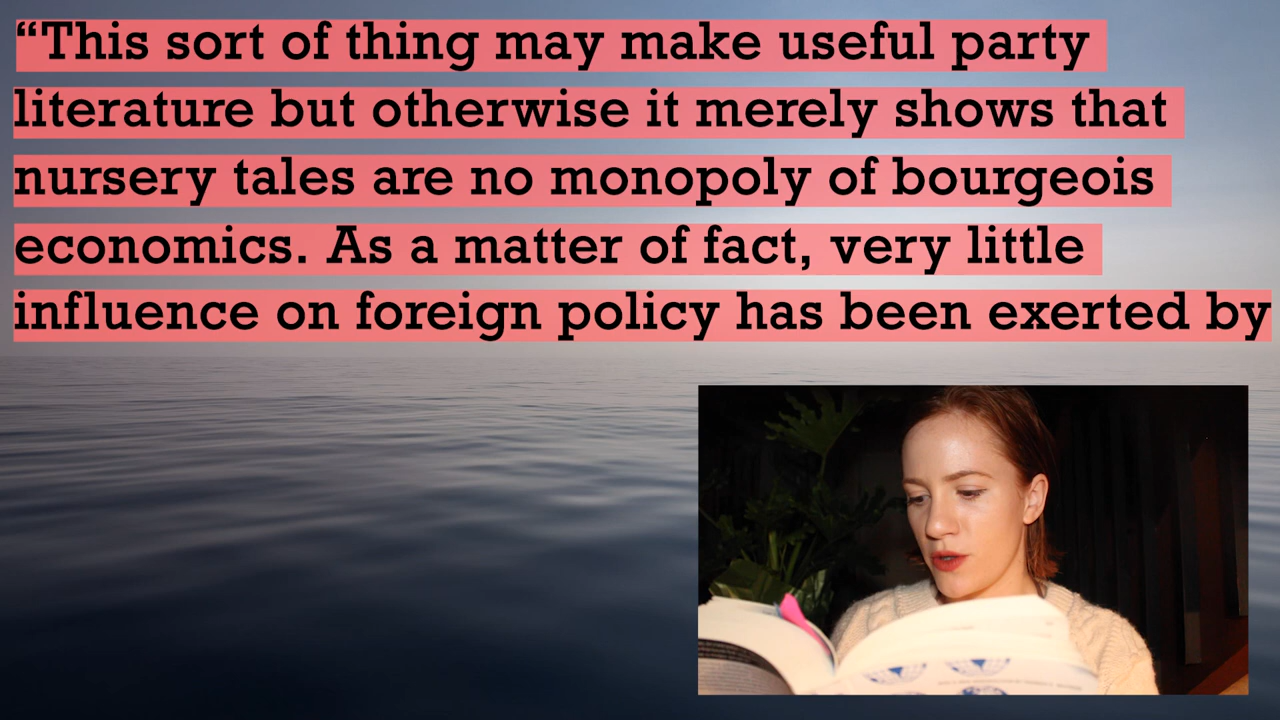 “This sort of thing may make useful party
literature but otherwise it merely shows that
nursery tales are no monopoly of bourgeois
economics. As a matter of fact, very little
influence on foreign policy has been exerted by